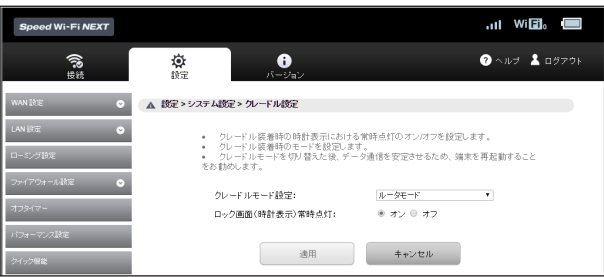 Speed Wi-Fi NEXT
WiFi 0
接続
設定
バージョン
? ヘルプ ログアウト
WAN 設定
LAN 設定
ローミング設定
ファイアウォール設定
オフタイマー
パフォーマンス設定
クイック機能
設定 > システム設定 > クレードル設定
• クレードル装着時の時計表示における常時点灯のオン/オフを設定します。
• クレードル装着時のモードを設定します。
• クレードルモードを切り替えた後、データ通信を安定させるため、端末を再起動すること
をお勧めします。
クレードルモード設定: ルータモード
ロック画面(時計表示)常時点灯: オン オフ
適用 キャンセル